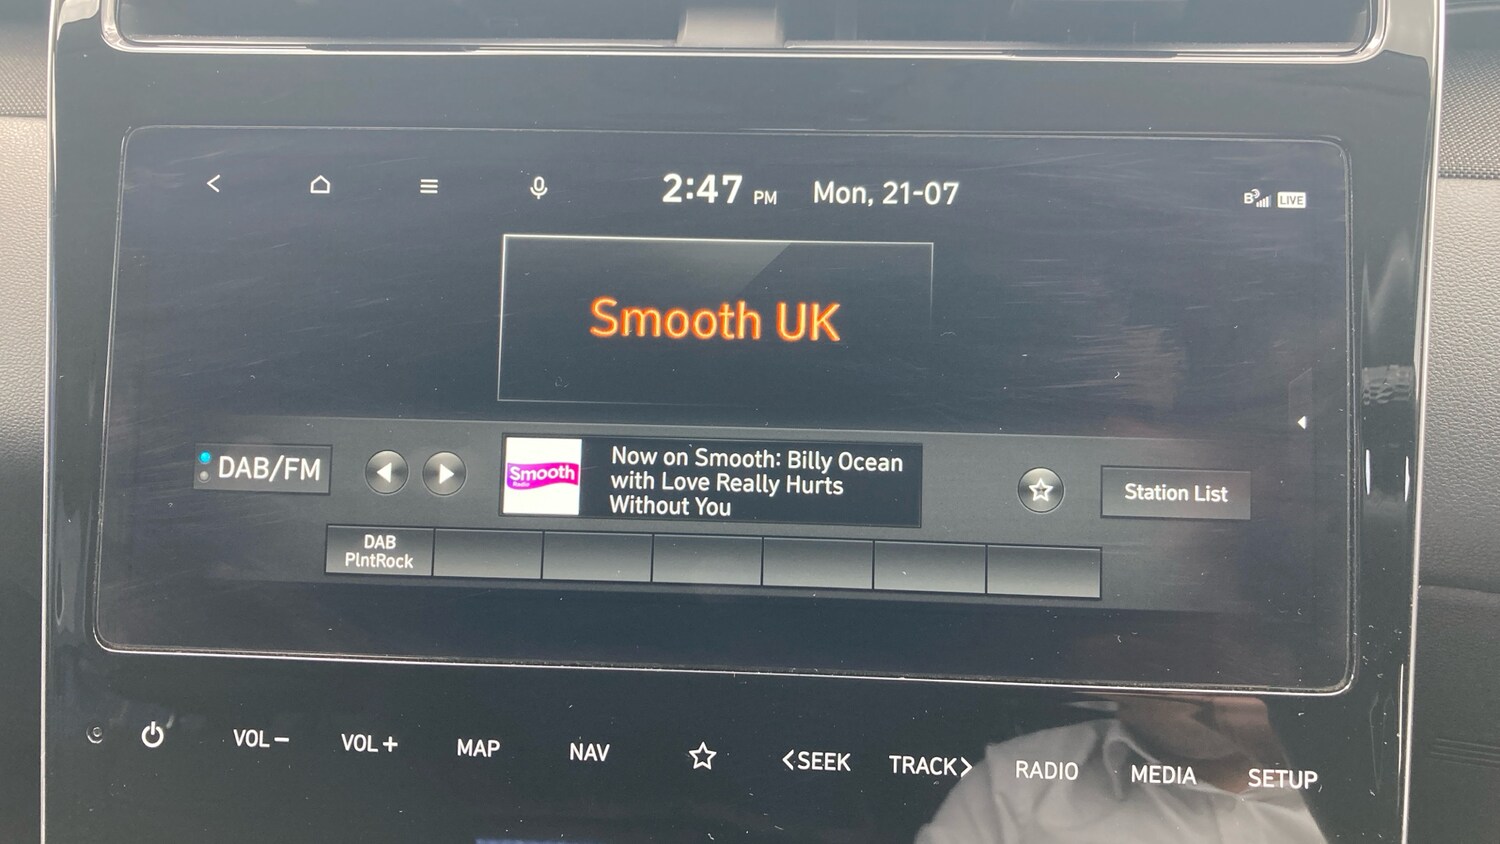 2:47 PM Mon, 21-07
B LIVE
Smooth UK
DAB/FM
Smooth
Radio
Now on Smooth: Billy Ocean
with Love Really Hurts
Without You
Station List
DAB
PlntRock
VOL− VOL+ MAP NAV <SEEK TRACK> RADIO MEDIA SETUP